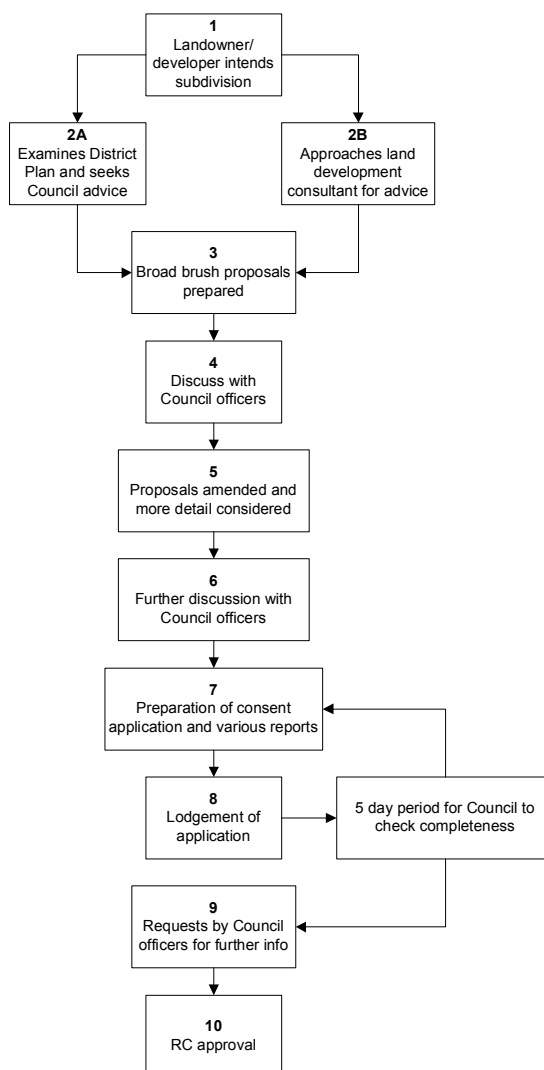 1
Landowner/
developer intends
subdivision
2A
Examines District
Plan and seeks
Council advice
2B
Approaches land
development
consultant for advice
3
Broad brush proposals
prepared
4
Discuss with
Council officers
5
Proposals amended and
more detail considered
6
Further discussion with
Council officers
7
Preparation of consent
application and various reports
8
Lodgement of
application
5 day period for Council to
check completeness
9
Requests by Council
officers for further info
10
RC approval